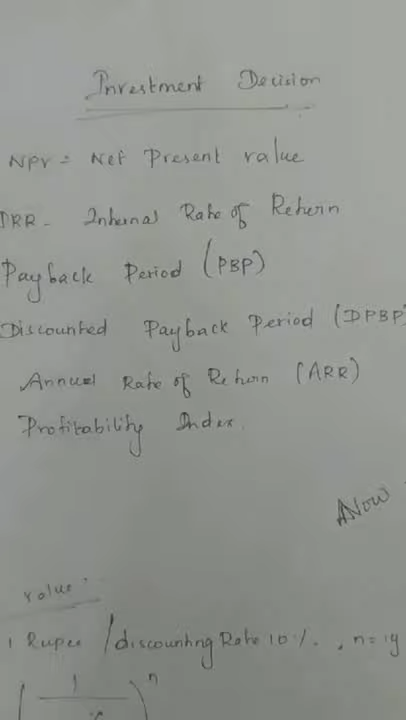 Investment Decision
NPV = Net Present Value
IRR - Internal Rate of Return
Payback Period (PBP)
Discounted Payback Period (DPBP)
Annual Rate of Return (ARR)
Profitability Index.
Now
value
1 Rupee / discounting Rate 10%, n=1y
1
n